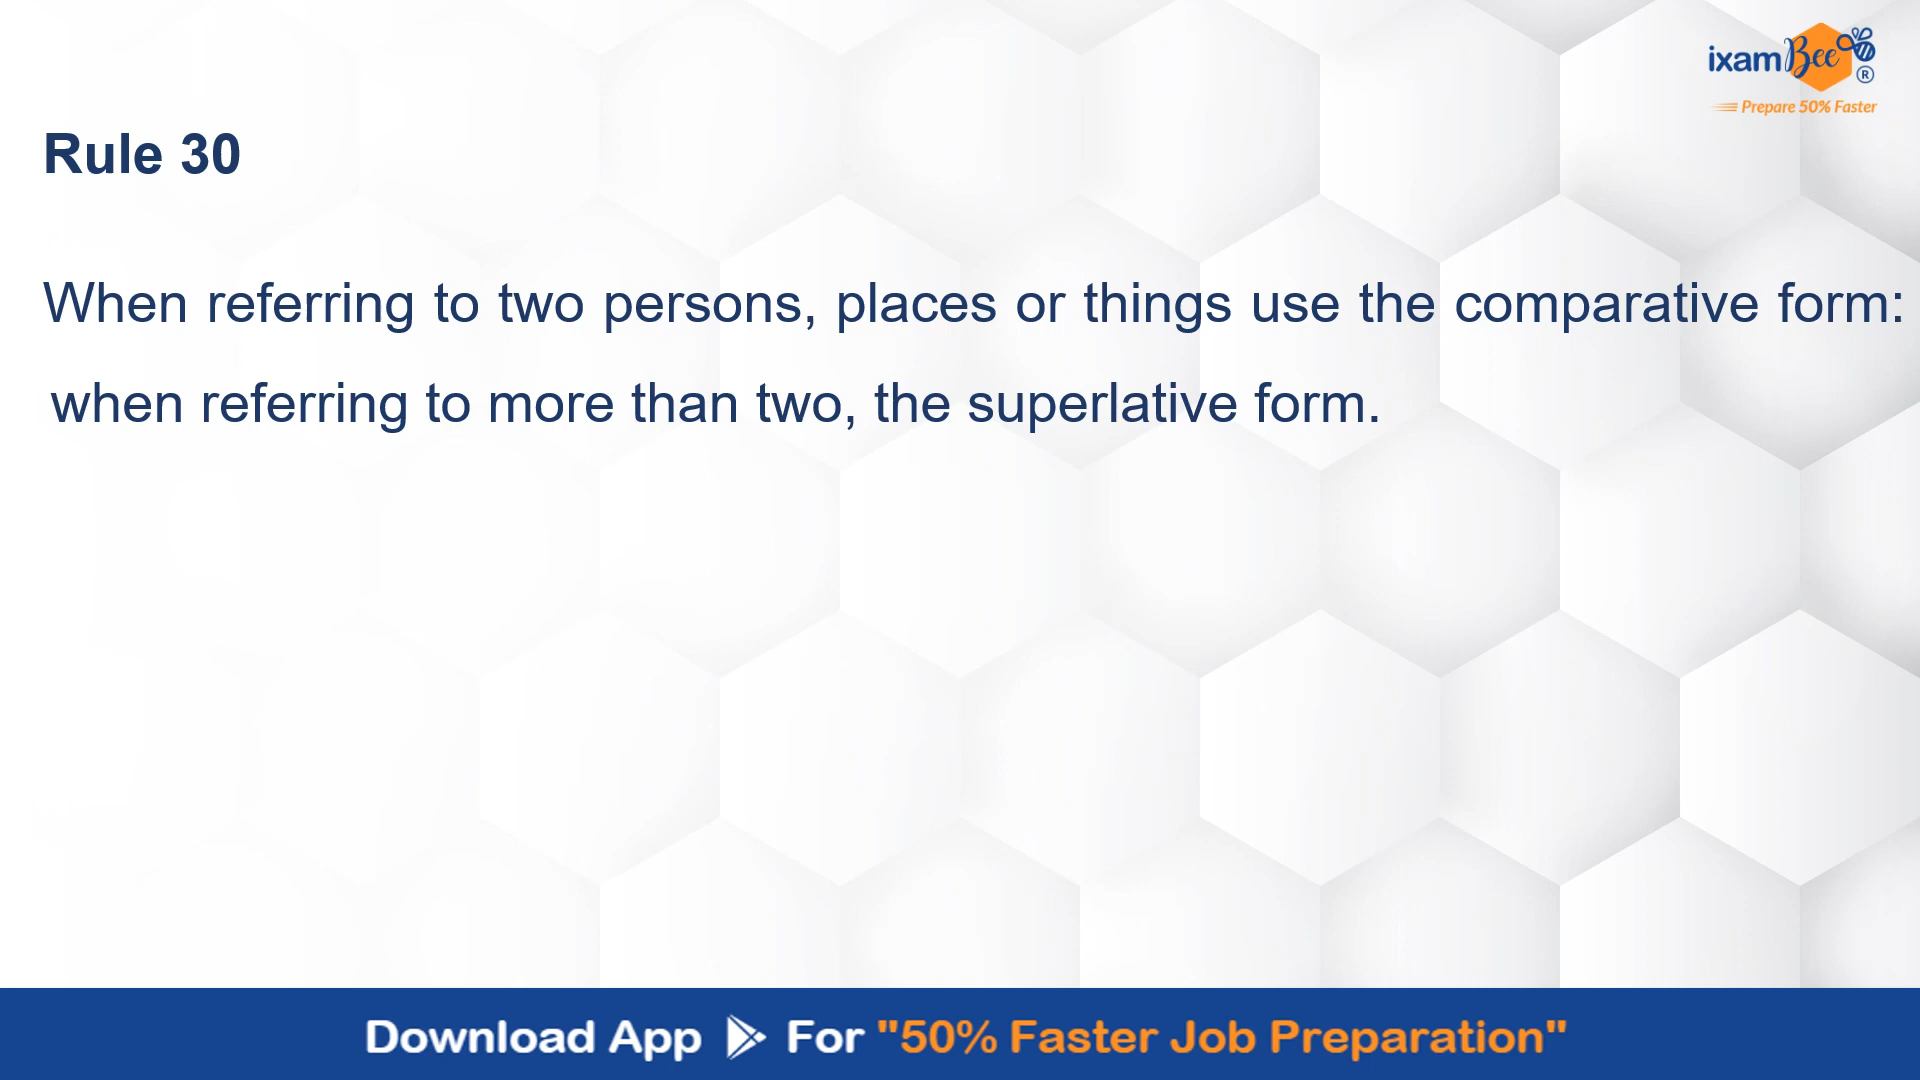 ixamBee®
Prepare 50% Faster
Rule 30
When referring to two persons, places or things use the comparative form:
when referring to more than two, the superlative form.
Download App For "50% Faster Job Preparation"